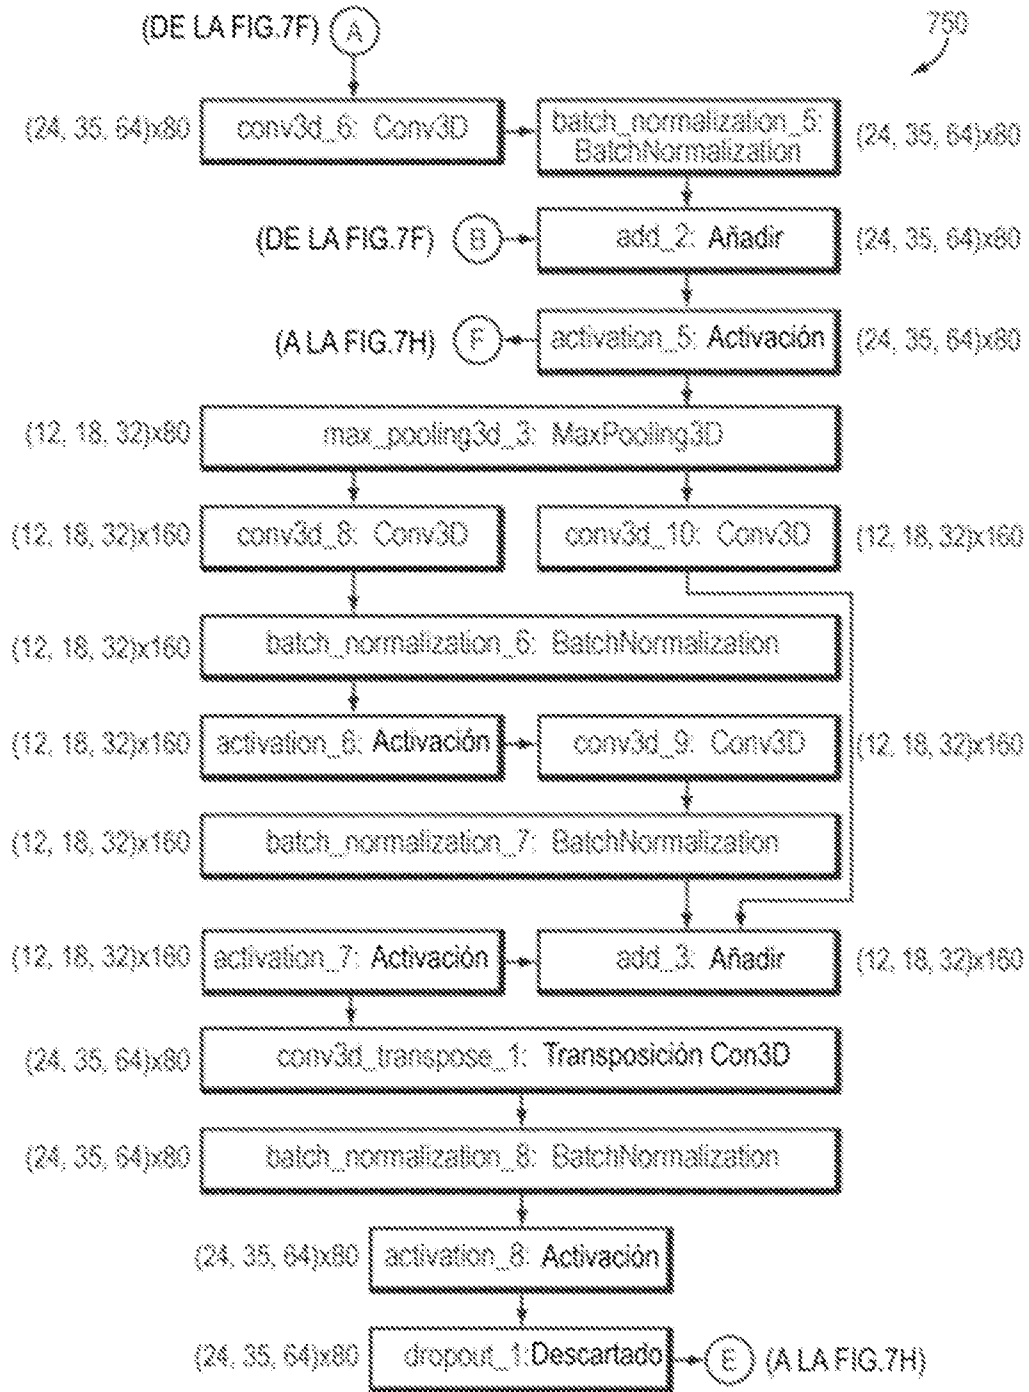 (DE LA FIG.7F) A
750
(24, 35, 64)x80 conv3d_6: Conv3D
batch_normalization_5:
BatchNormalization
(24, 35, 64)x80
(DE LA FIG.7F) B add_2: Añadir (24, 35, 64)x80
(A LA FIG.7H) F activation_5: Activación (24, 35, 64)x80
(12, 18, 32)x80 max_pooling3d_3: MaxPooling3D
(12, 18, 32)x160 conv3d_8: Conv3D conv3d_10: Conv3D (12, 18, 32)x160
(12, 18, 32)x160 batch_normalization_6: BatchNormalization
(12, 18, 32)x160 activation_6: Activación conv3d_9: Conv3D (12, 18, 32)x160
(12, 18, 32)x160 batch_normalization_7: BatchNormalization
(12, 18, 32)x160 activation_7: Activación add_3: Añadir (12, 18, 32)x160
(24, 35, 64)x80 conv3d_transpose_1: Transposición Con3D
(24, 35, 64)x80 batch_normalization_8: BatchNormalization
(24, 35, 64)x80 activation_8: Activación
(24, 35, 64)x80 dropout_1:Descartado E (A LA FIG.7H)